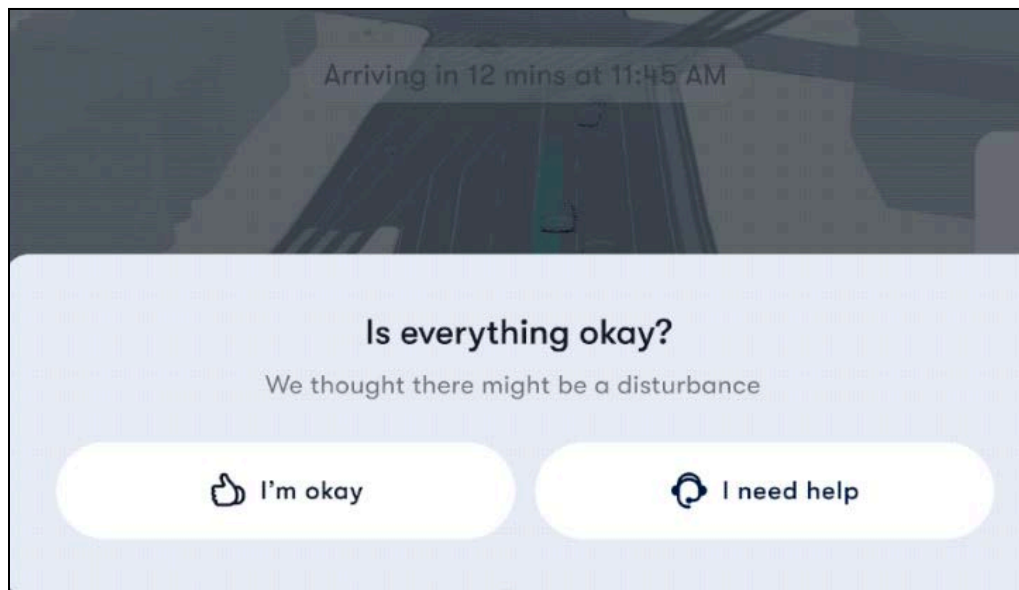 Arriving in 12 mins at 11:45 AM
Is everything okay?
We thought there might be a disturbance
I'm okay
I need help